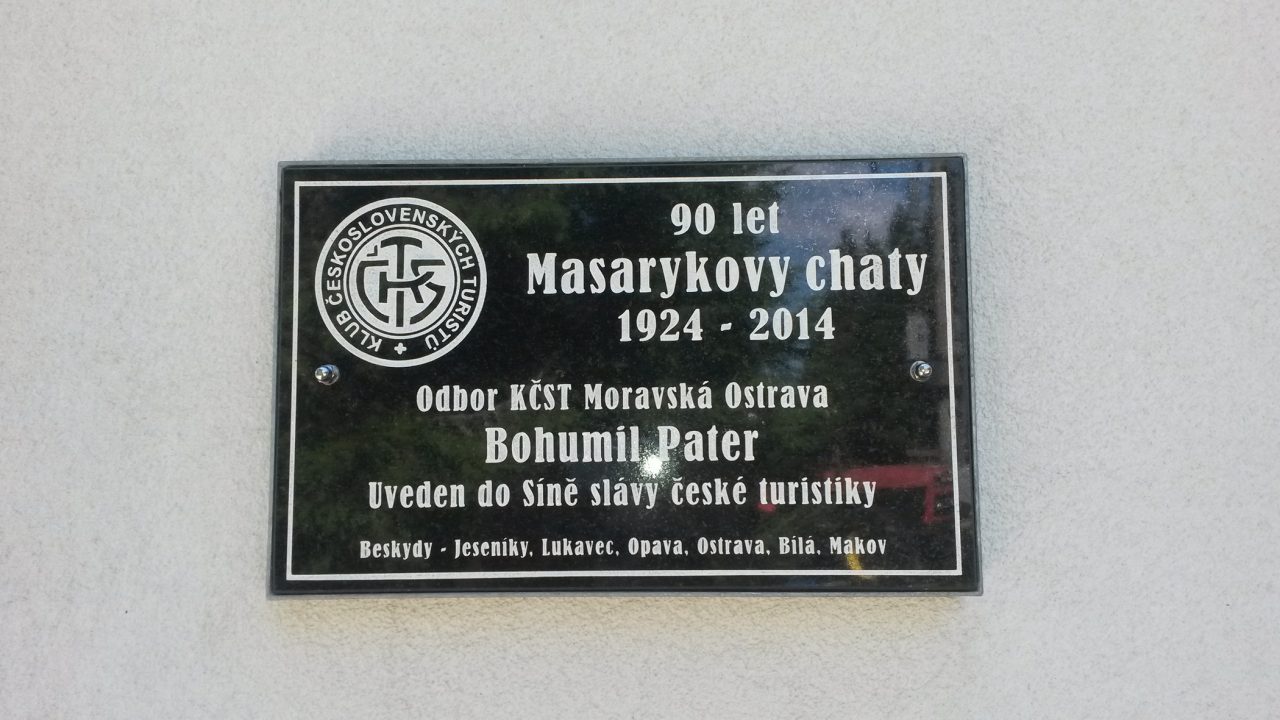 KLUB ČESKOSLOVENSKÝCH TURISTŮ
KČST
90 let
Masarykovy chaty
1924 - 2014
Odbor KČST Moravská Ostrava
Bohumil Pater
Uveden do Síně slávy české turistiky
Beskydy - Jeseníky, Lukavec, Opava, Ostrava, Bílá, Makov